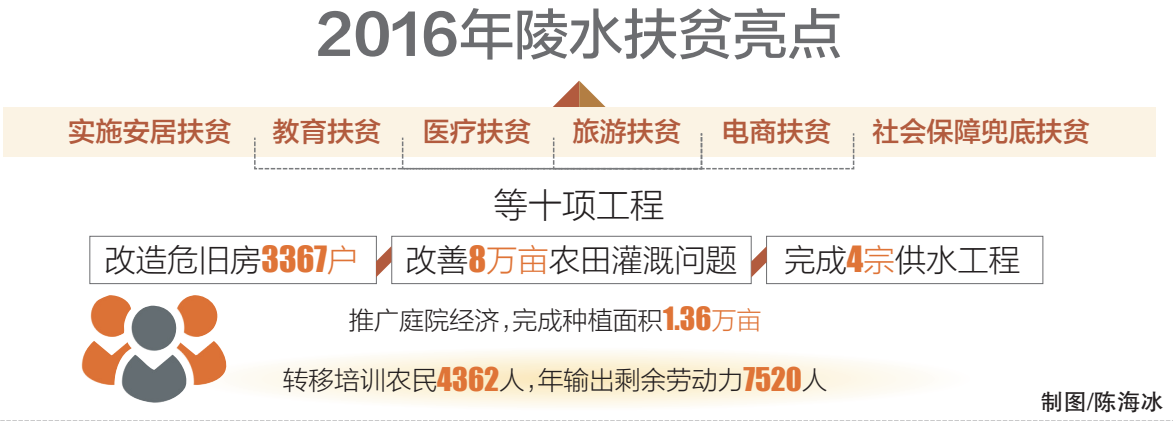 2016年陵水扶贫亮点
实施安居扶贫 教育扶贫 医疗扶贫 旅游扶贫 电商扶贫 社会保障兜底扶贫
等十项工程
改造危旧房3367户 改善8万亩农田灌溉问题 完成4宗供水工程
推广庭院经济,完成种植面积1.36万亩
转移培训农民4362人,年输出剩余劳动力7520人
制图/陈海冰